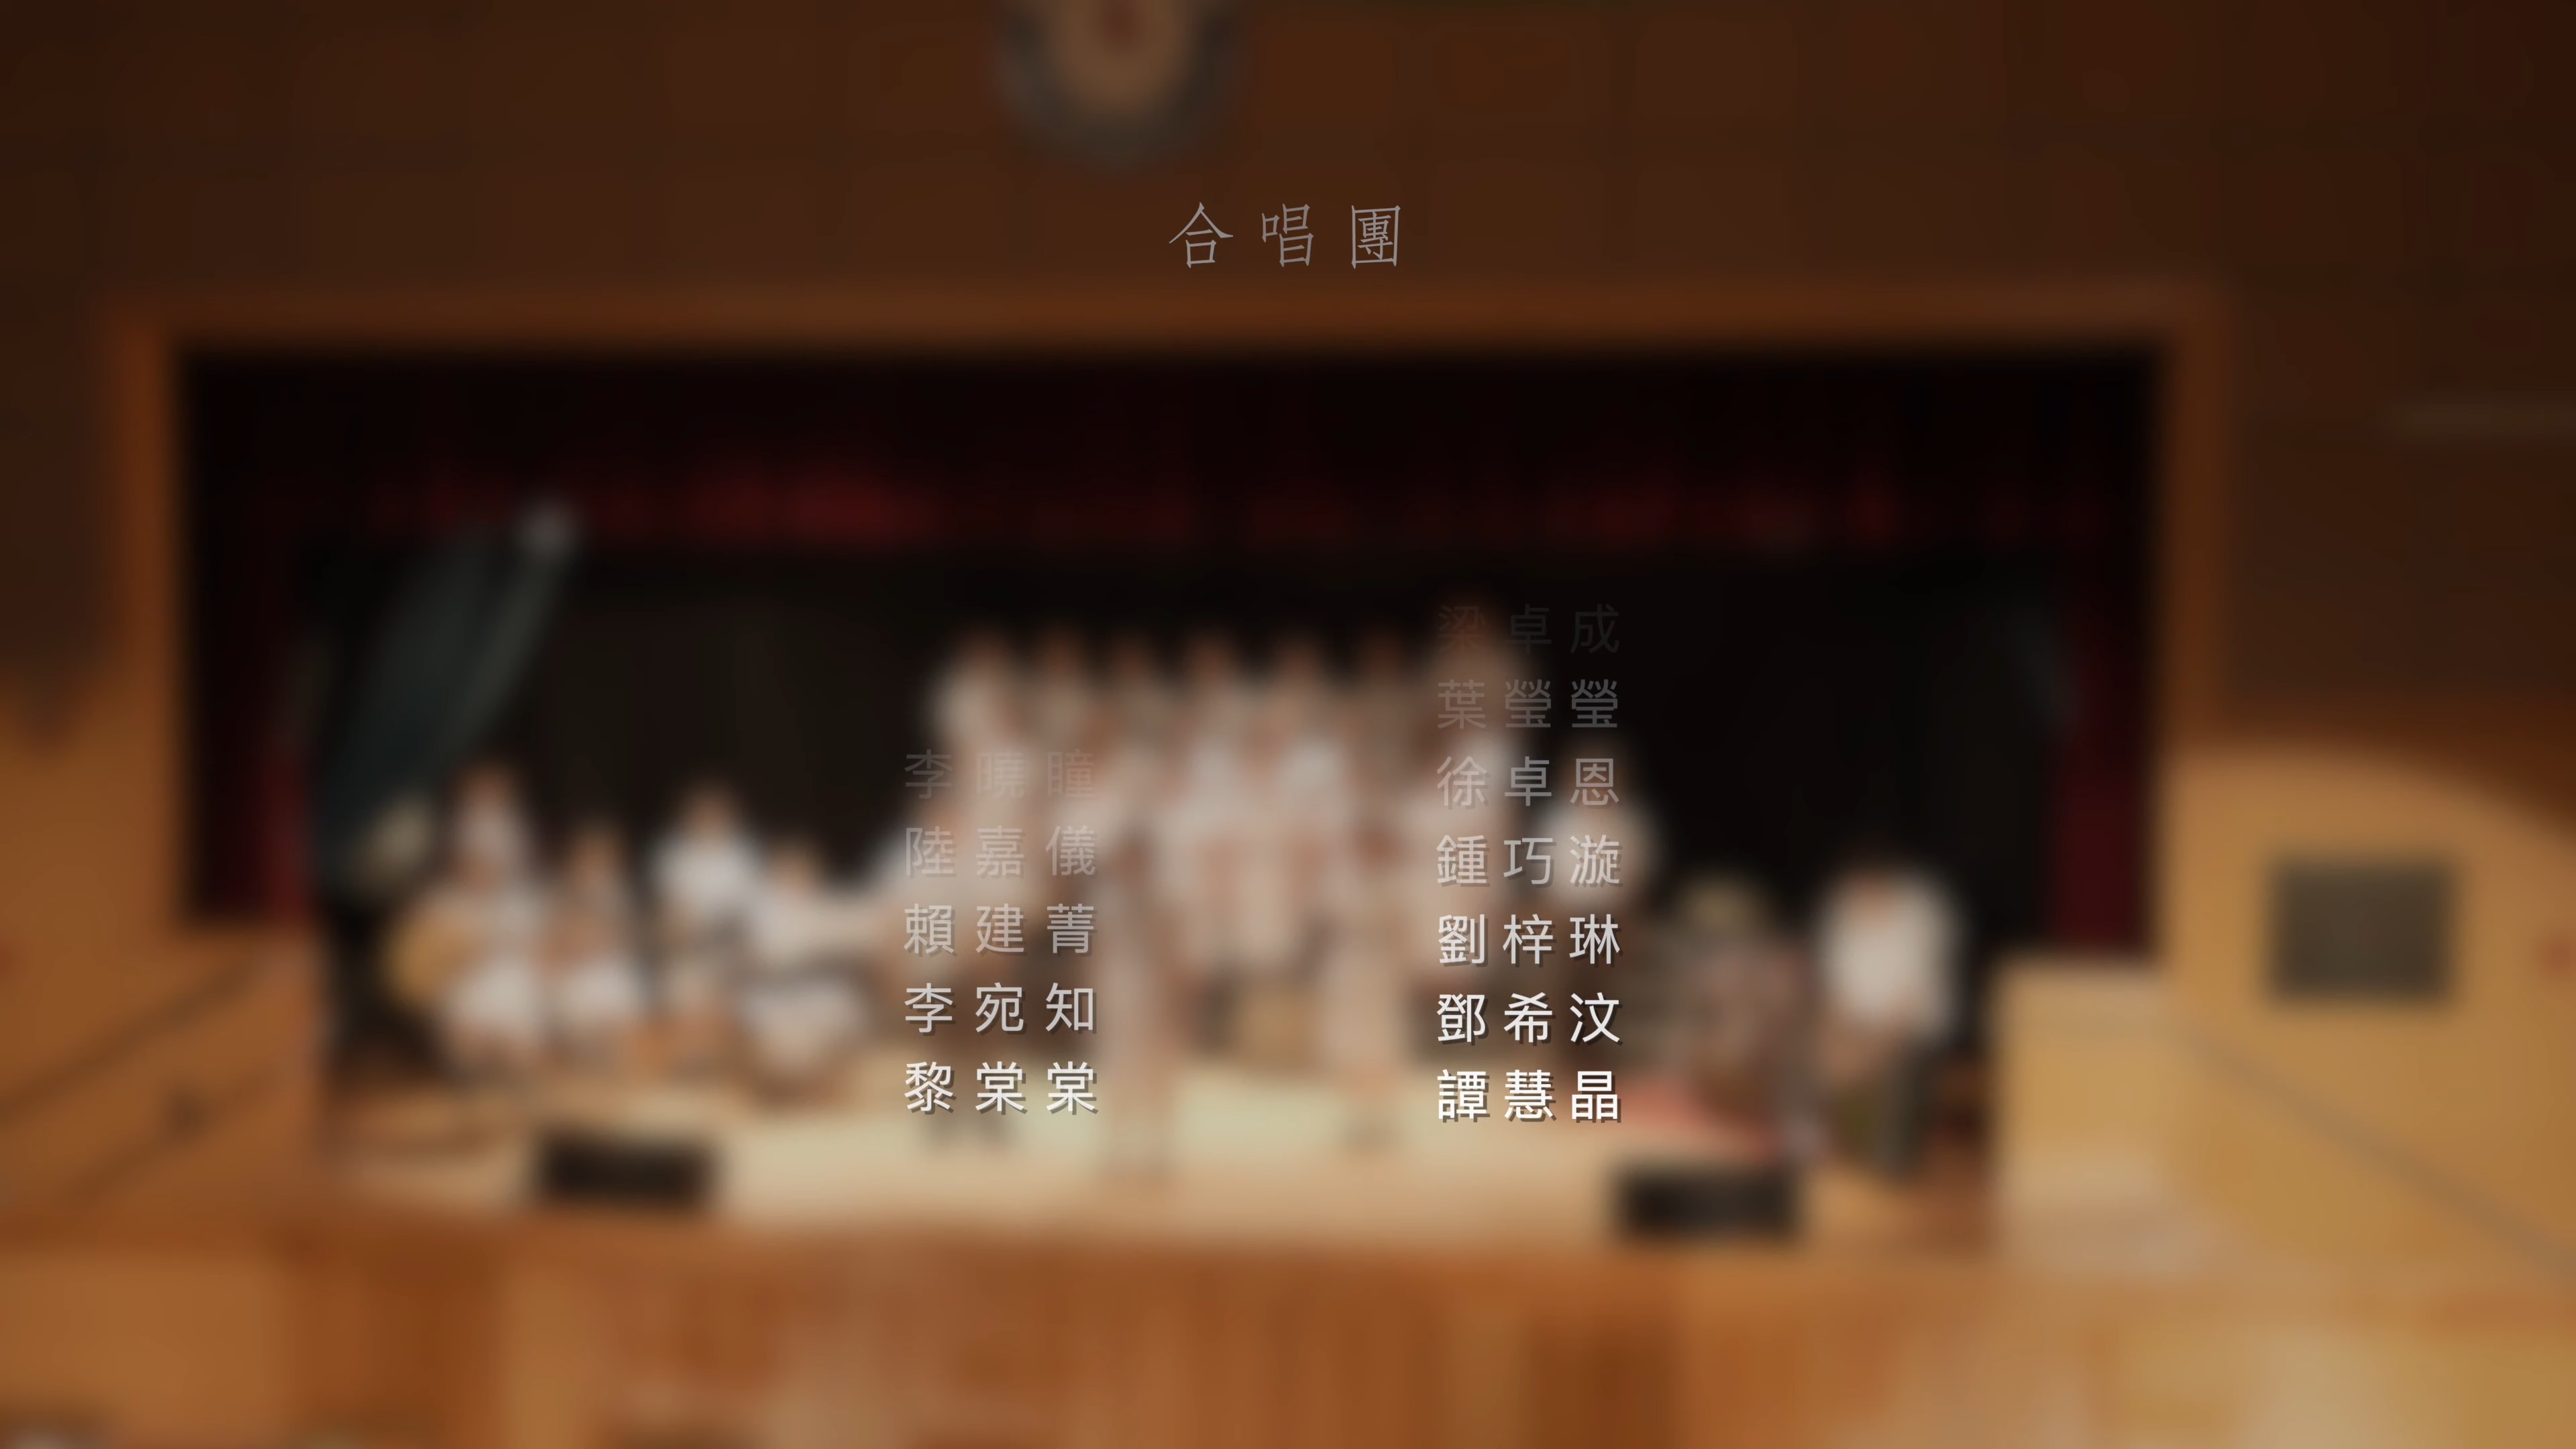 合唱團
李曉瞳
陸嘉儀
賴建菁
李宛知
黎棠棠
梁卓成
葉瑩瑩
徐卓恩
鍾巧漩
劉梓琳
鄧希汶
譚慧晶